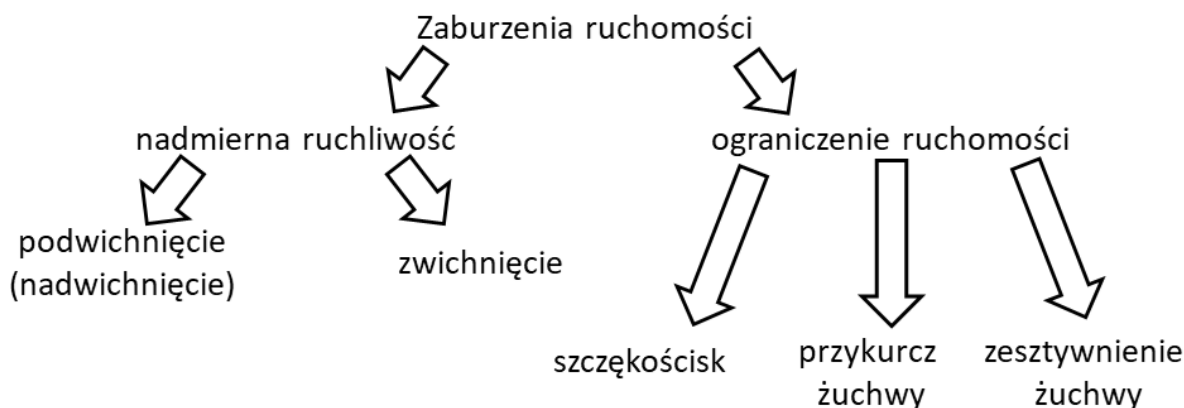 Zaburzenia ruchomości
nadmierna ruchliwość
ograniczenie ruchomości
podwichnięcie
(nadwichnięcie)
zwichnięcie
szczękościsk
przykurcz
żuchwy
zesztywnienie
żuchwy